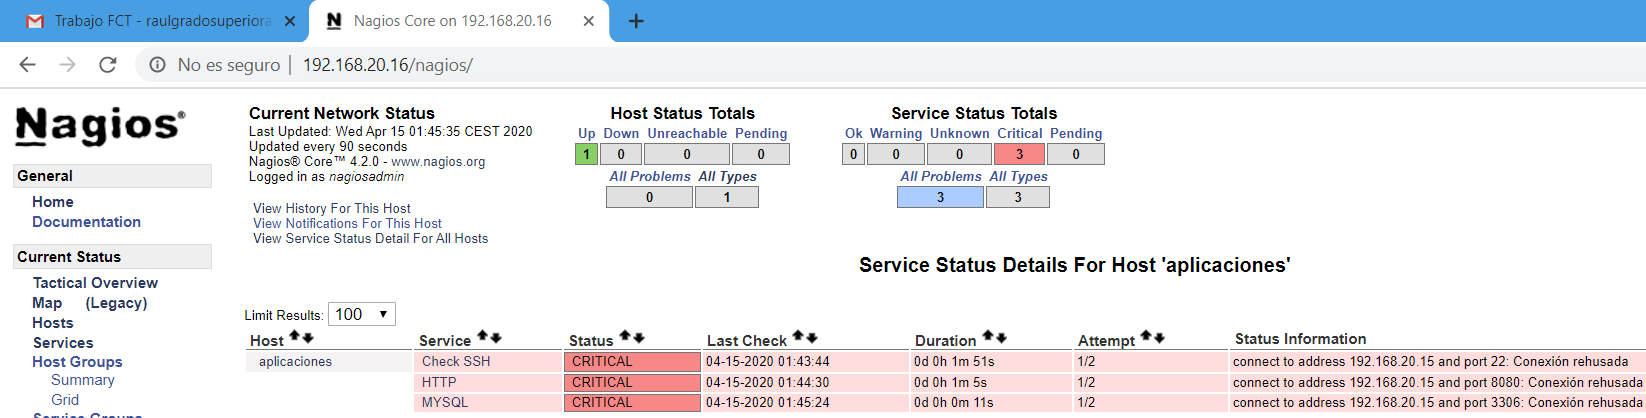 Trabajo FCT - raulgradosuperiora
Nagios Core on 192.168.20.16
No es seguro | 192.168.20.16/nagios/
Nagios®
General
Home
Documentation
Current Status
Tactical Overview
Map (Legacy)
Hosts
Services
Host Groups
Summary
Grid
Service Groups
Current Network Status
Last Updated: Wed Apr 15 01:45:35 CEST 2020
Updated every 90 seconds
Nagios® Core™ 4.2.0 - www.nagios.org
Logged in as nagiosadmin
View History For This Host
View Notifications For This Host
View Service Status Detail For All Hosts
Host Status Totals
Up Down Unreachable Pending
1 0 0 0
All Problems All Types
0 1
Service Status Totals
Ok Warning Unknown Critical Pending
0 0 0 3 0
All Problems All Types
3 3
Service Status Details For Host 'aplicaciones'
Limit Results: 100
Host Service Status Last Check Duration Attempt Status Information
aplicaciones Check SSH CRITICAL 04-15-2020 01:43:44 0d 0h 1m 51s 1/2 connect to address 192.168.20.15 and port 22: Conexión rehusada
HTTP CRITICAL 04-15-2020 01:44:30 0d 0h 1m 5s 1/2 connect to address 192.168.20.15 and port 8080: Conexión rehusada
MYSQL CRITICAL 04-15-2020 01:45:24 0d 0h 0m 11s 1/2 connect to address 192.168.20.15 and port 3306: Conexión rehusada